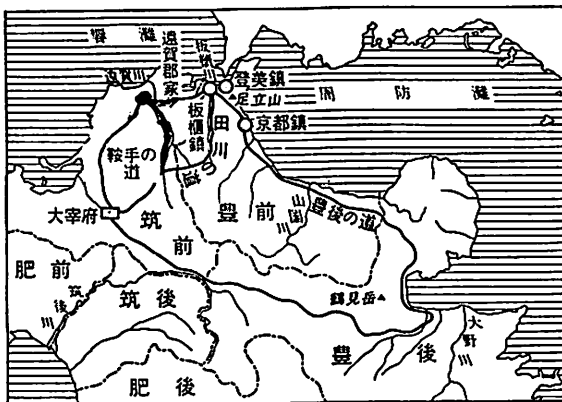 響灘
遠賀川
遠賀郡家
板櫃川
登美鎮
足立山
周防灘
板櫃鎮
京都鎮
田川道
鞍手の道
大宰府
筑前
豊前
山国川
豊後の道
肥前
筑後川
筑後
鶴見岳
大野川
豊後
肥後